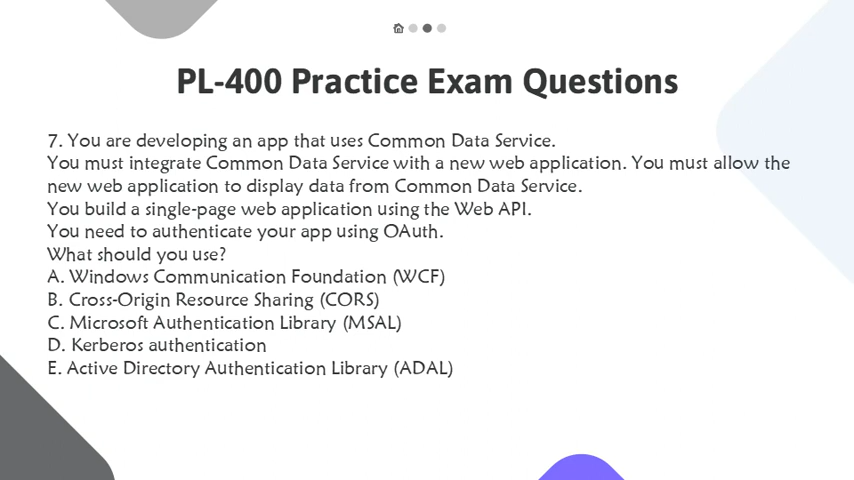 PL-400 Practice Exam Questions
7. You are developing an app that uses Common Data Service.
You must integrate Common Data Service with a new web application. You must allow the
new web application to display data from Common Data Service.
You build a single-page web application using the Web API.
You need to authenticate your app using OAuth.
What should you use?
A. Windows Communication Foundation (WCF)
B. Cross-Origin Resource Sharing (CORS)
C. Microsoft Authentication Library (MSAL)
D. Kerberos authentication
E. Active Directory Authentication Library (ADAL)